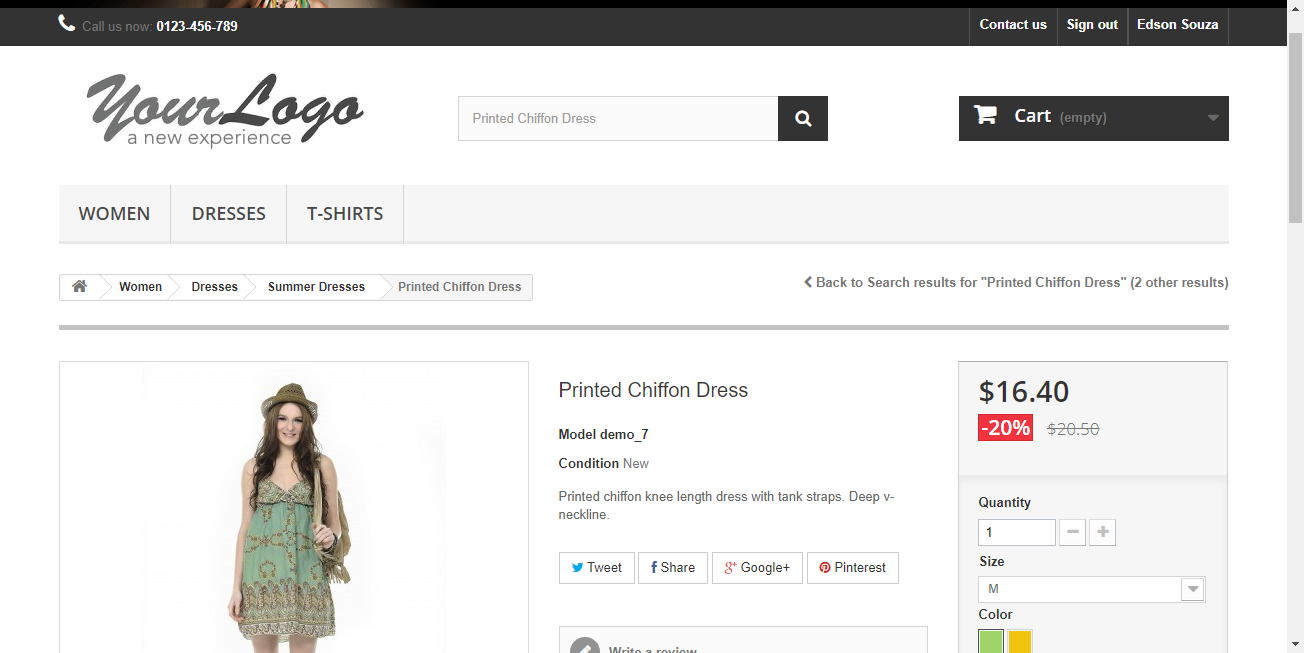 Call us now: 0123-456-789
Contact us
Sign out
Edson Souza
YourLogo
a new experience
Printed Chiffon Dress
Cart (empty)
WOMEN
DRESSES
T-SHIRTS
Women
Dresses
Summer Dresses
Printed Chiffon Dress
Back to Search results for "Printed Chiffon Dress" (2 other results)
Printed Chiffon Dress
Model demo_7
Condition New
Printed chiffon knee length dress with tank straps. Deep v-
neckline.
Tweet
Share
Google+
Pinterest
Write a review
$16.40
-20% $20.50
Quantity
1
Size
M
Color